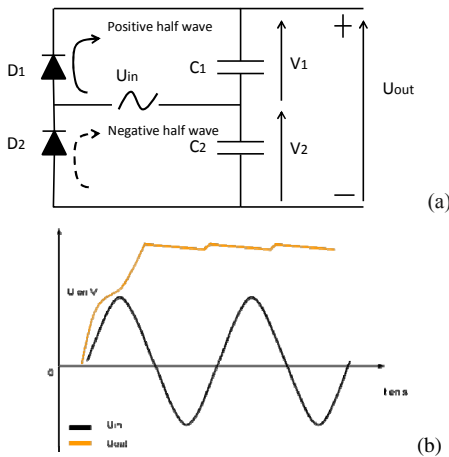 Positive half wave
D1
Uin
C1
V1
+
Uout
D2
Negative half wave
C2
V2
−
(a)
U en V
0
t en s
Uin
Uout
(b)